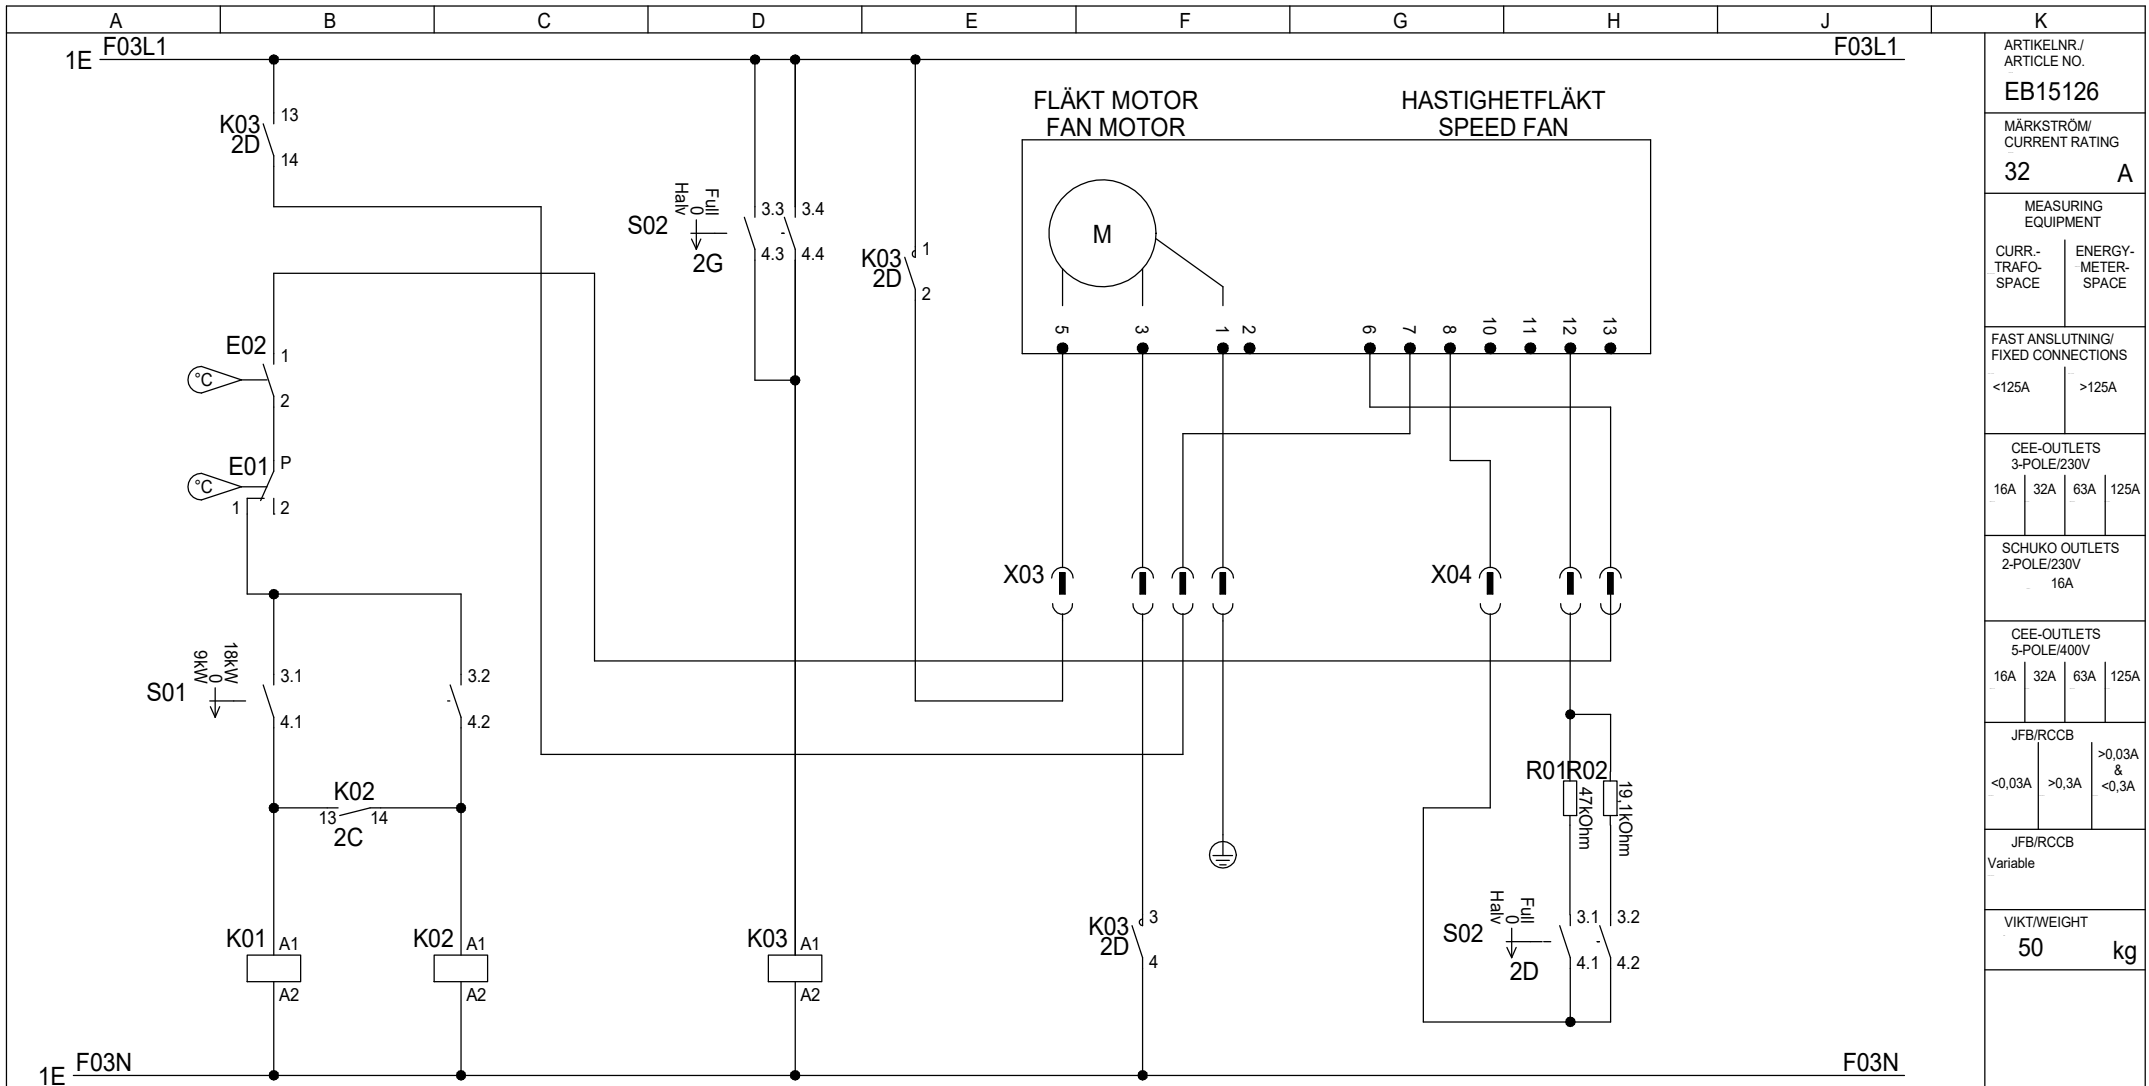 A B C D E F G H J K
1E F03L1 F03L1
K03 13
2D
14
FLÄKT MOTOR
FAN MOTOR
HASTIGHETFLÄKT
SPEED FAN
M
5 3 1 2 6 7 8 10 11 12 13
S02
Full
0
Halv
3.3 3.4
4.3 4.4
2G
K03 1
2D
2
E02 1
°C
2
E01 P
°C
1 2
X03 X04
S01
18kW
0
9kW
3.1 3.2
4.1 4.2
K02
13 14
2C
R01 R02
47kOhm
19,1kOhm
K01 A1
A2
K02 A1
A2
K03 A1
A2
K03 3
2D
4
S02
Full
0
Halv
3.1 3.2
4.1 4.2
2D
1E F03N F03N
ARTIKELNR./
ARTICLE NO.
EB15126
MÄRKSTRÖM/
CURRENT RATING
32 A
MEASURING
EQUIPMENT
CURR.-
TRAFO-
SPACE
ENERGY-
METER-
SPACE
FAST ANSLUTNING/
FIXED CONNECTIONS
<125A >125A
CEE-OUTLETS
3-POLE/230V
16A 32A 63A 125A
SCHUKO OUTLETS
2-POLE/230V
16A
CEE-OUTLETS
5-POLE/400V
16A 32A 63A 125A
JFB/RCCB
<0,03A >0,3A
>0,03A
&
<0,3A
JFB/RCCB
Variable
VIKT/WEIGHT
50 kg